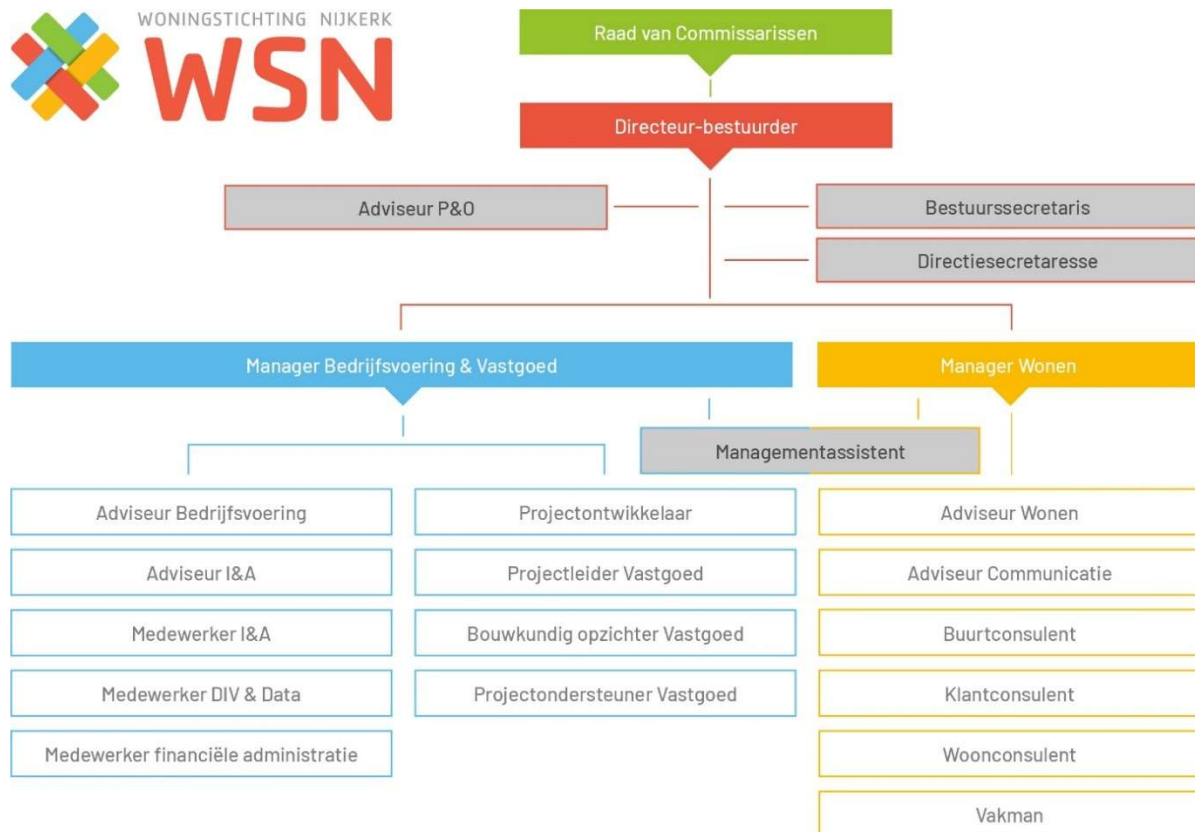 WONINGSTICHTING NIJKERK
WSN
Raad van Commissarissen
Directeur-bestuurder
Adviseur P&O
Bestuurssecretaris
Directiesecretaresse
Manager Bedrijfsvoering & Vastgoed
Manager Wonen
Managementassistent
Adviseur Bedrijfsvoering
Adviseur I&A
Medewerker I&A
Medewerker DIV & Data
Medewerker financiële administratie
Projectontwikkelaar
Projectleider Vastgoed
Bouwkundig opzichter Vastgoed
Projectondersteuner Vastgoed
Adviseur Wonen
Adviseur Communicatie
Buurtconsulent
Klantconsulent
Woonconsulent
Vakman